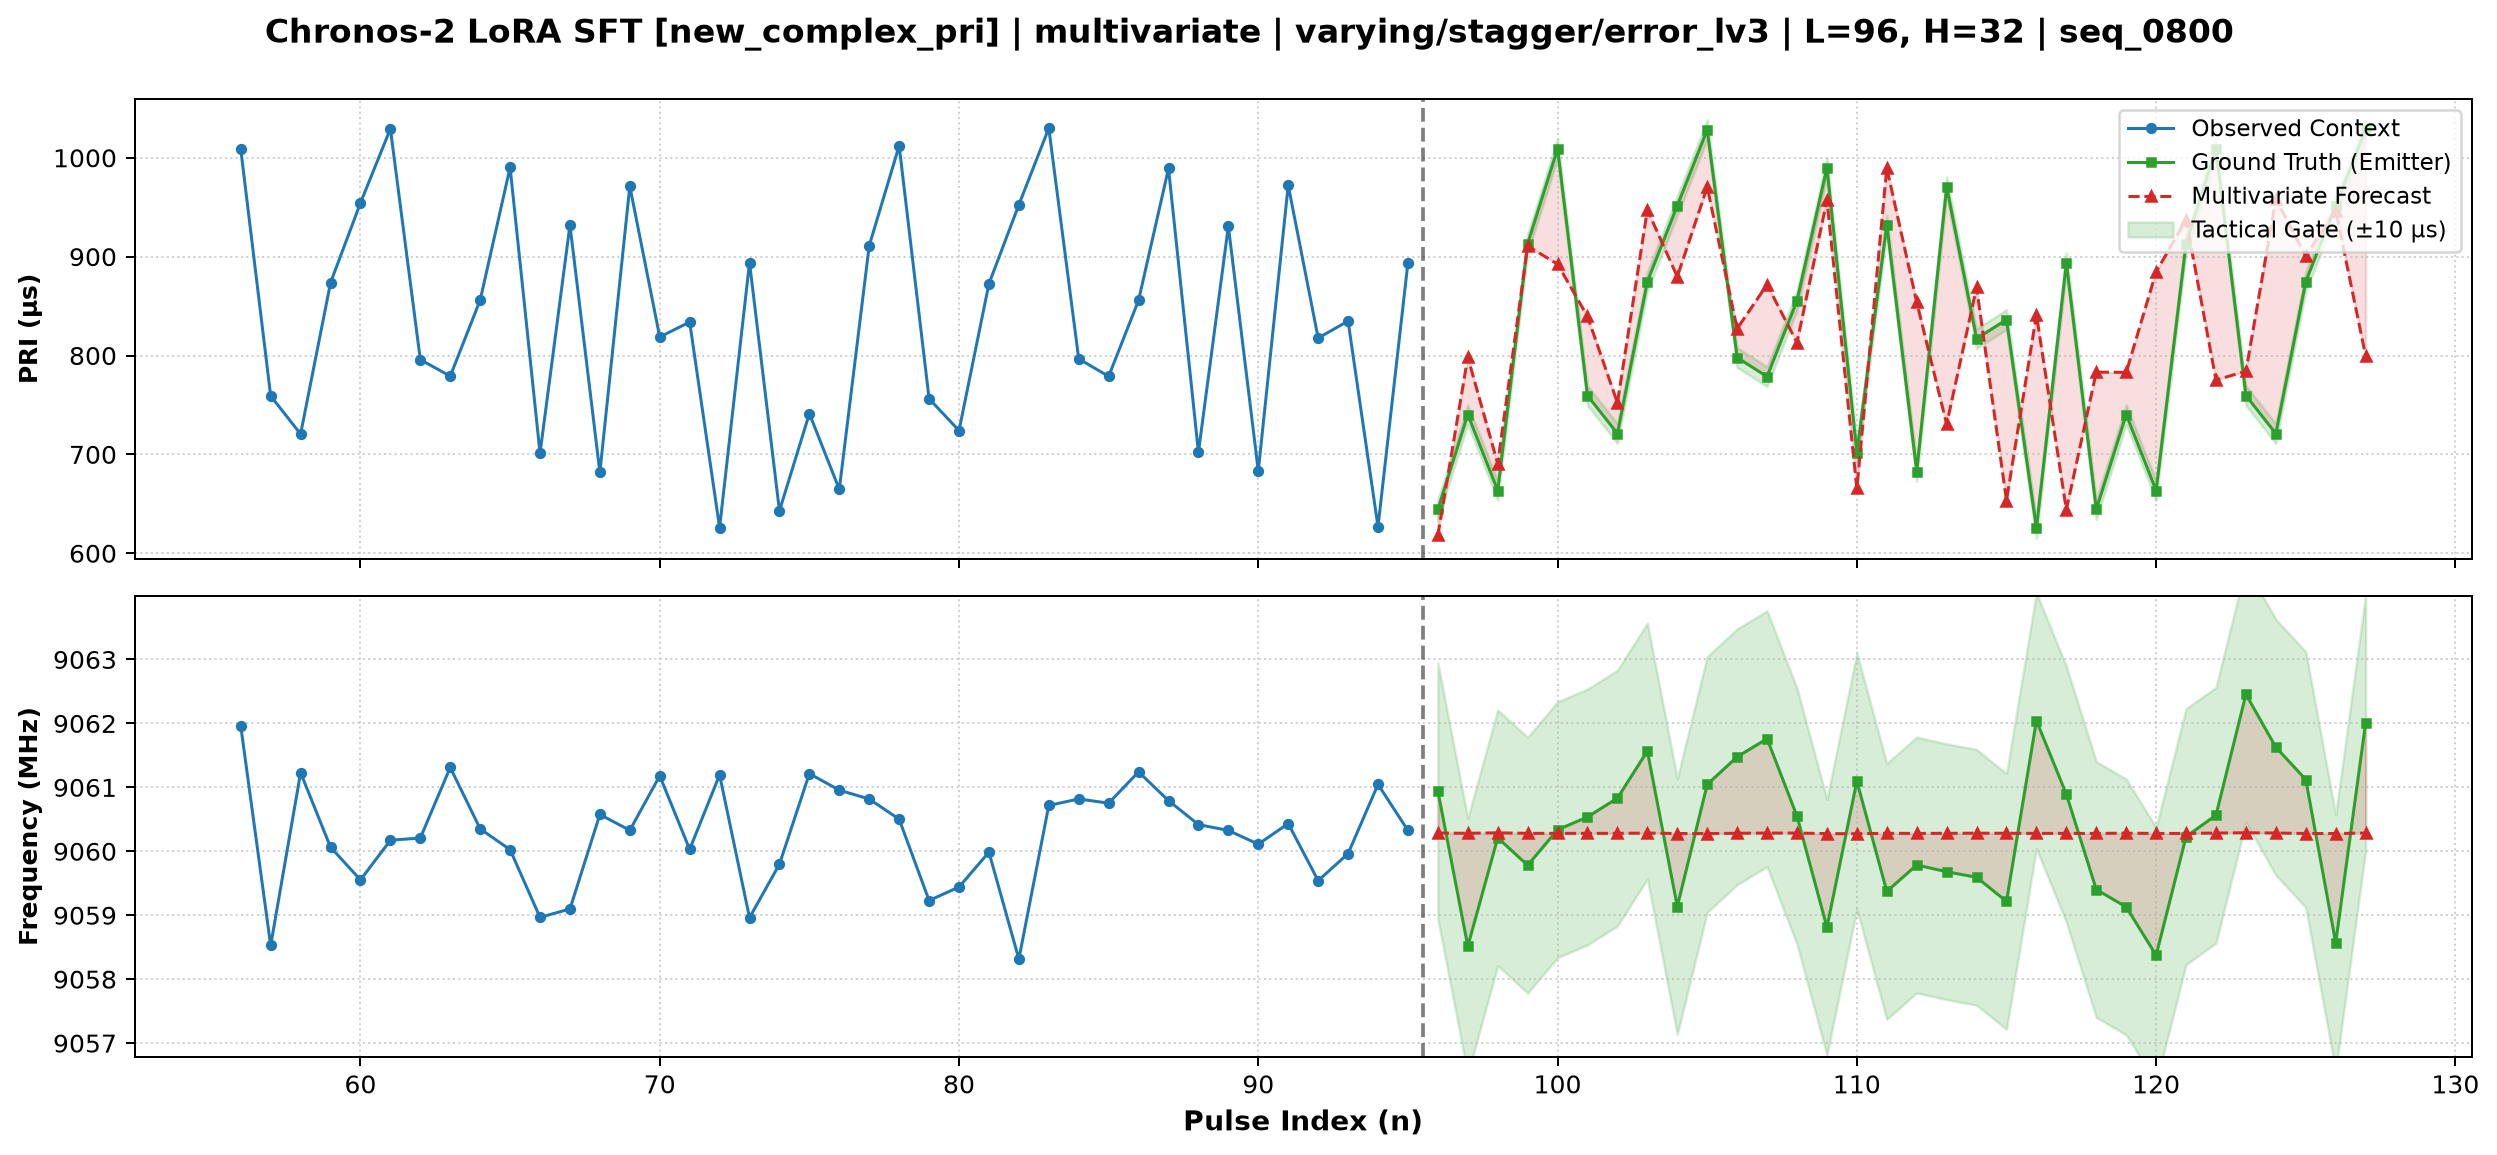 Chronos-2 LoRA SFT [new_complex_pri] | multivariate | varying/stagger/error_lv3 | L=96, H=32 | seq_0800
PRI (µs)
1000
900
800
700
600
Observed Context
Ground Truth (Emitter)
Multivariate Forecast
Tactical Gate (±10 µs)
Frequency (MHz)
9063
9062
9061
9060
9059
9058
9057
60
70
80
90
100
110
120
130
Pulse Index (n)